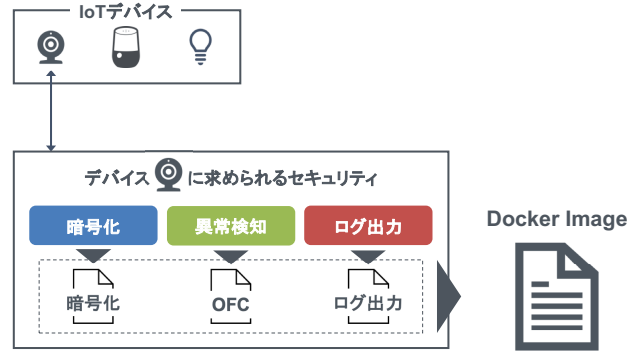 IoTデバイス
デバイス に求められるセキュリティ
暗号化 異常検知 ログ出力
Docker Image
暗号化 OFC ログ出力